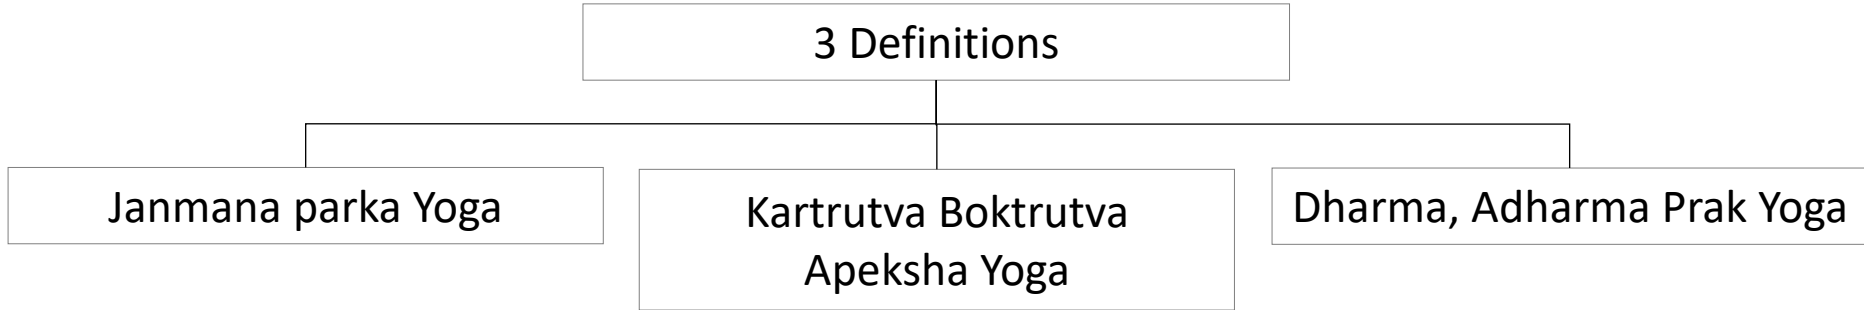 3 Definitions
Janmana parka Yoga
Kartrutva Boktrutva
Apeksha Yoga
Dharma, Adharma Prak Yoga